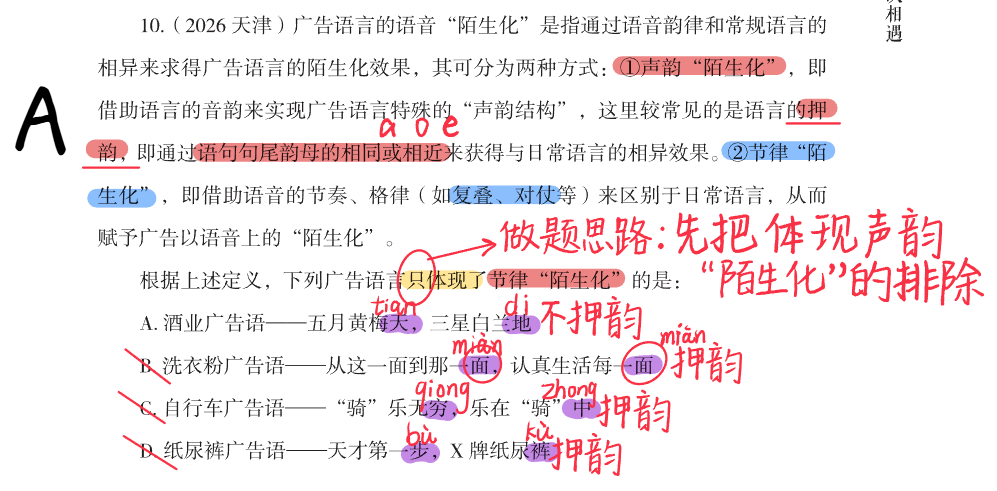 次相遇
10.（2026 天津）广告语言的语音“陌生化”是指通过语音韵律和常规语言的
相异来求得广告语言的陌生化效果，其可分为两种方式：①声韵“陌生化”，即
A
借助语言的音韵来实现广告语言特殊的“声韵结构”，这里较常见的是语言的押
a o e
韵，即通过语句句尾韵母的相同或相近来获得与日常语言的相异效果。②节律“陌
生化”，即借助语音的节奏、格律（如复叠、对仗等）来区别于日常语言，从而
赋予广告以语音上的“陌生化”。
做题思路：先把体现声韵
“陌生化”的排除
根据上述定义，下列广告语言只体现了节律“陌生化”的是：
tiān dì
A. 酒业广告语——五月黄梅天，三星白兰地 不押韵
miàn miàn
B. 洗衣粉广告语——从这一面到那一面，认真生活每一面 押韵
qiong zhong
C. 自行车广告语——“骑”乐无穷，乐在“骑”中 押韵
bù kù
D. 纸尿裤广告语——天才第一步，X 牌纸尿裤 押韵